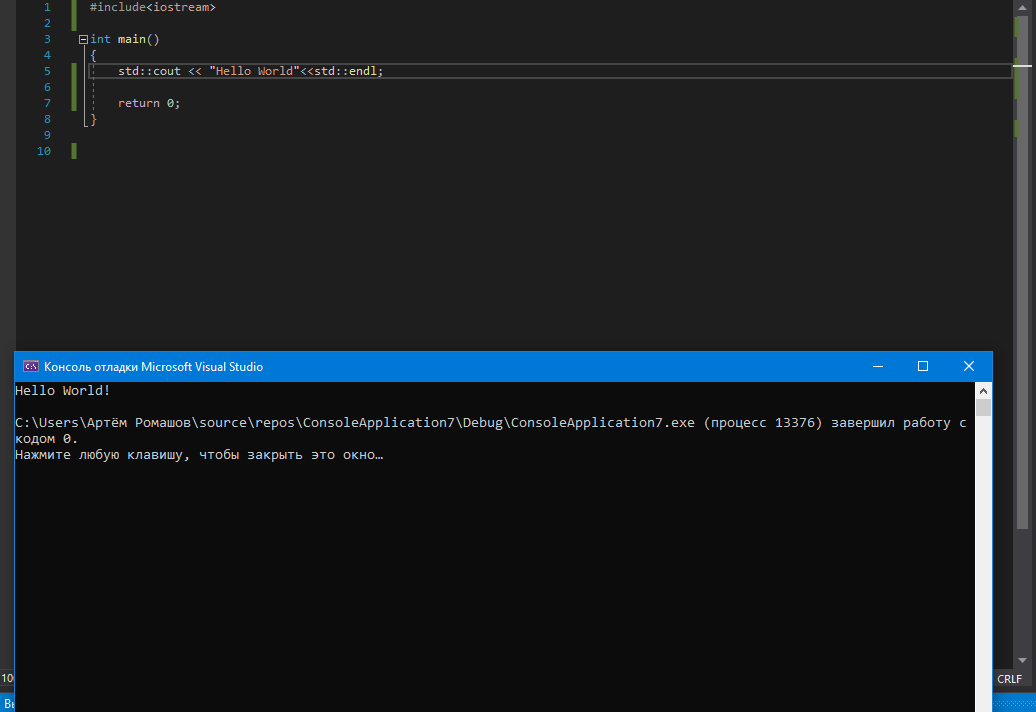 1 #include<iostream>
2
3 int main()
4 {
5 std::cout << "Hello World"<<std::endl;
6
7 return 0;
8 }
9
10
Консоль отладки Microsoft Visual Studio
Hello World!
C:\Users\Артём Ромашов\source\repos\ConsoleApplication7\Debug\ConsoleApplication7.exe (процесс 13376) завершил работу с
кодом 0.
Нажмите любую клавишу, чтобы закрыть это окно…
10
CRLF
Вы